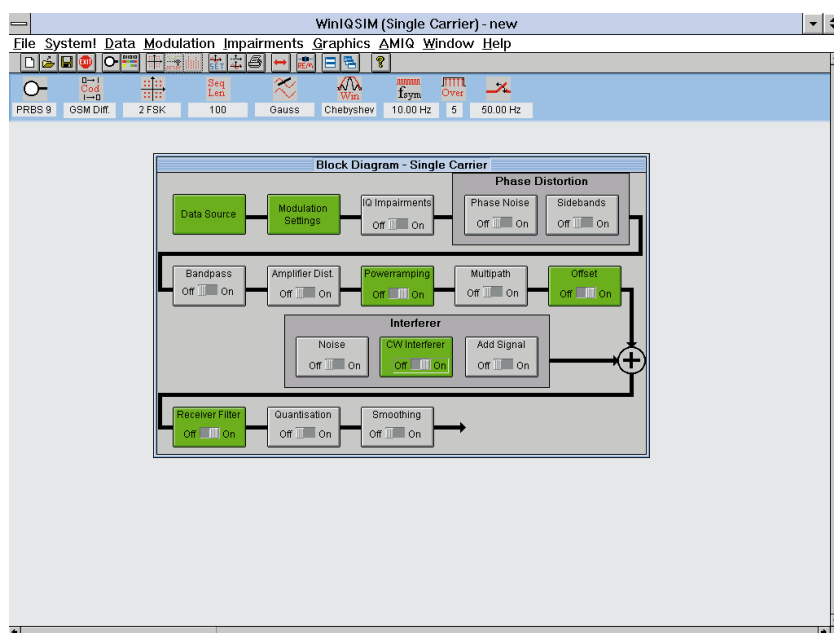 WinIQSIM (Single Carrier) - new
File System! Data Modulation Impairments Graphics AMIQ Window Help
SET REM ?
Cod Seq Len Win fsym Over
PRBS 9 GSM Diff. 2 FSK 100 Gauss Chebyshev 10.00 Hz 5 50.00 Hz
Block Diagram - Single Carrier
Phase Distortion
Data Source Modulation Settings IQ Impairments Phase Noise Sidebands
Off On Off On Off On
Bandpass Amplifier Dist. Powerramping Multipath Offset
Off On Off On Off On Off On Off On
Interferer
Noise CW Interferer Add Signal
Off On Off On Off On
Receiver Filter Quantisation Smoothing
Off On Off On Off On